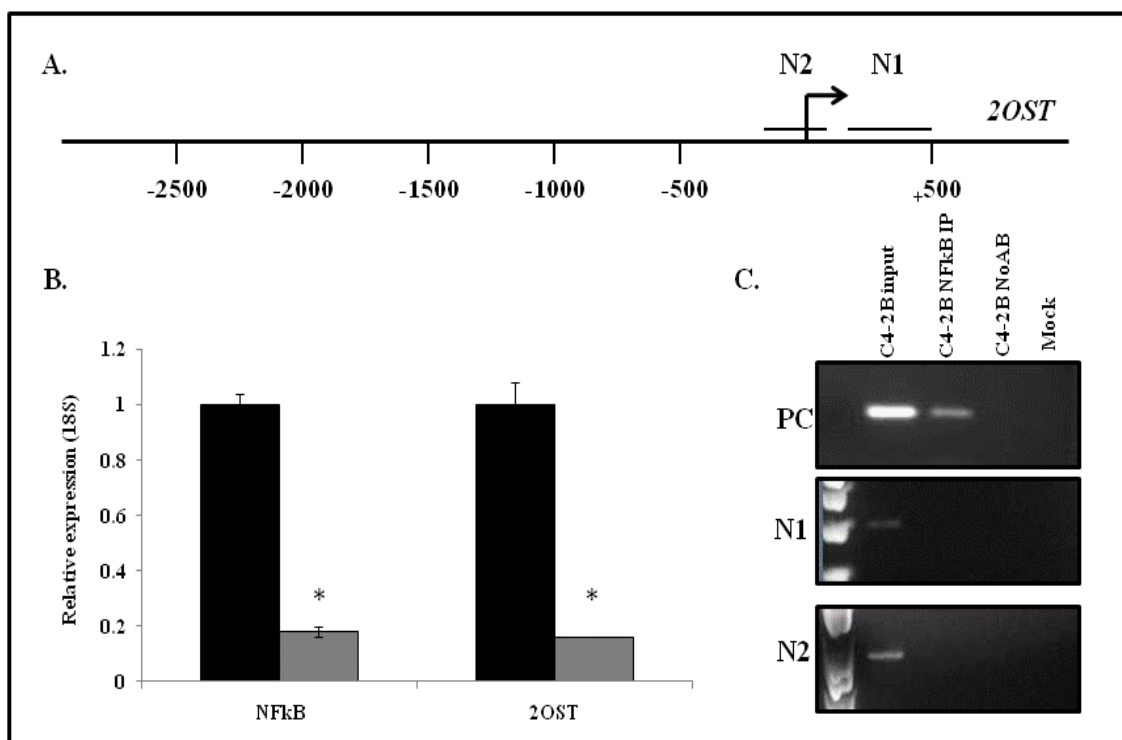 A.
N2
N1
2OST
-2500
-2000
-1500
-1000
-500
+500
B.
Relative expression (18S)
1.2
1
0.8
0.6
0.4
0.2
0
*
*
NFkB
2OST
C.
C4-2B input
C4-2B NFkB IP
C4-2B NoAB
Mock
PC
N1
N2